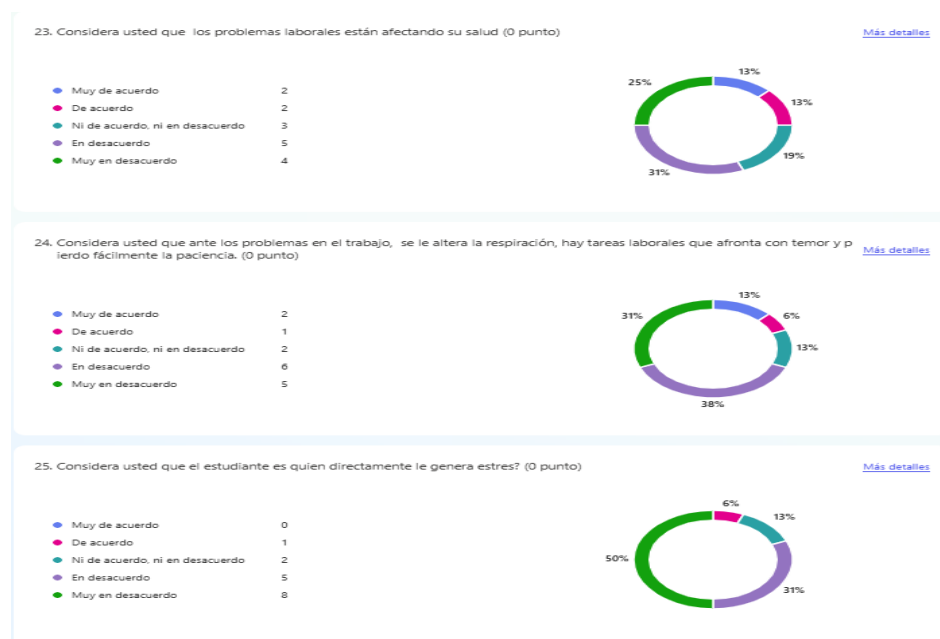 23. Considera usted que los problemas laborales están afectando su salud (0 punto)
Más detalles
Muy de acuerdo 2
De acuerdo 2
Ni de acuerdo, ni en desacuerdo 3
En desacuerdo 5
Muy en desacuerdo 4
13%
25%
13%
19%
31%
24. Considera usted que ante los problemas en el trabajo, se le altera la respiración, hay tareas laborales que afronta con temor y p
ierdo fácilmente la paciencia. (0 punto)
Más detalles
Muy de acuerdo 2
De acuerdo 1
Ni de acuerdo, ni en desacuerdo 2
En desacuerdo 6
Muy en desacuerdo 5
13%
31%
6%
13%
38%
25. Considera usted que el estudiante es quien directamente le genera estres? (0 punto)
Más detalles
Muy de acuerdo 0
De acuerdo 1
Ni de acuerdo, ni en desacuerdo 2
En desacuerdo 5
Muy en desacuerdo 8
6%
13%
50%
31%